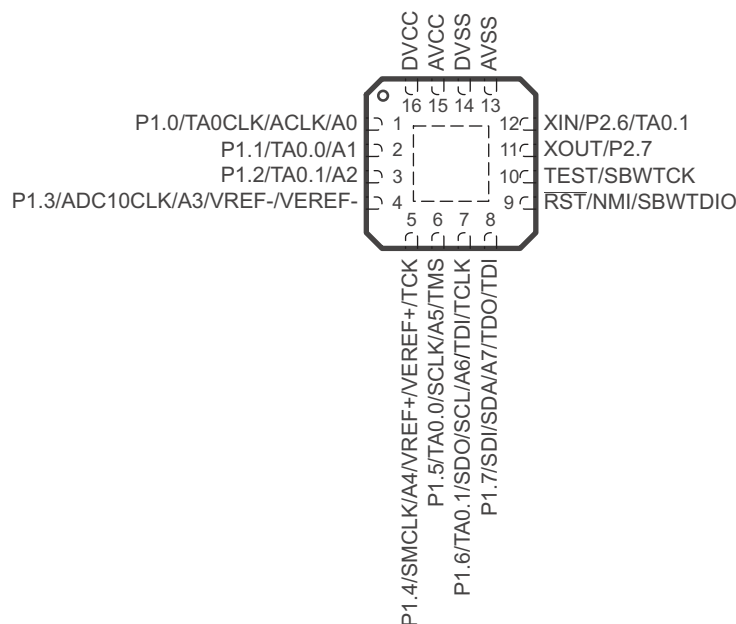 DVCC
AVCC
DVSS
AVSS
16
15
14
13
P1.0/TA0CLK/ACLK/A0
1
12
XIN/P2.6/TA0.1
P1.1/TA0.0/A1
2
11
XOUT/P2.7
P1.2/TA0.1/A2
3
10
TEST/SBWTCK
P1.3/ADC10CLK/A3/VREF-/VEREF-
4
9
RST/NMI/SBWTDIO
5
6
7
8
P1.4/SMCLK/A4/VREF+/VEREF+/TCK
P1.5/TA0.0/SCLK/A5/TMS
P1.6/TA0.1/SDO/SCL/A6/TDI/TCLK
P1.7/SDI/SDA/A7/TDO/TDI